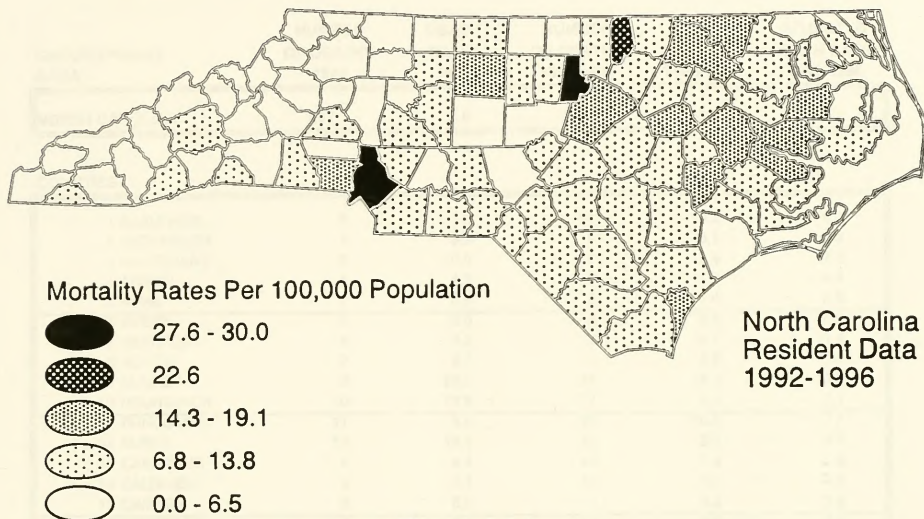 Mortality Rates Per 100,000 Population
27.6 - 30.0
22.6
14.3 - 19.1
6.8 - 13.8
0.0 - 6.5
North Carolina
Resident Data
1992-1996